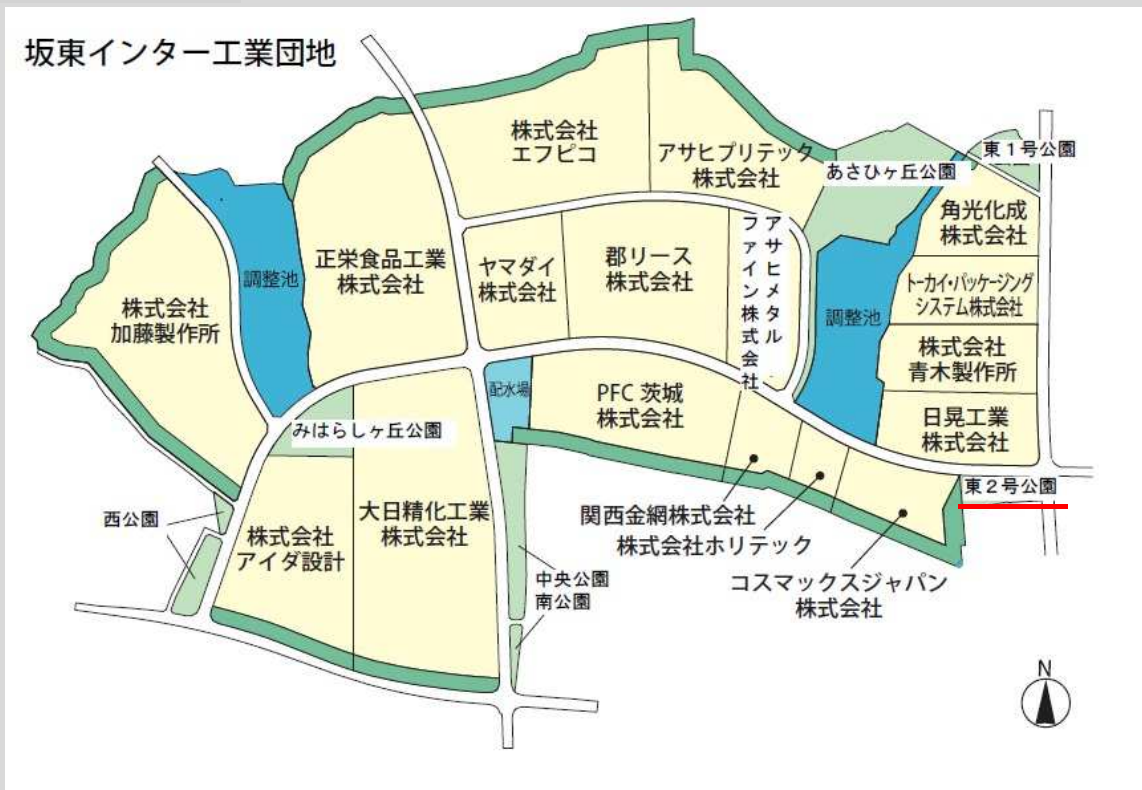 坂東インター工業団地
株式会社
エフピコ
アサヒプリテック
株式会社
あさひヶ丘公園
東1号公園
角光化成
株式会社
トーカイ・パッケージング
システム株式会社
株式会社
青木製作所
日晃工業
株式会社
東2号公園
調整池
アサヒメタル
ファイン株式会社
郡リース
株式会社
ヤマダイ
株式会社
正栄食品工業
株式会社
調整池
株式会社
加藤製作所
配水場
PFC 茨城
株式会社
みはらしヶ丘公園
大日精化工業
株式会社
株式会社
アイダ設計
西公園
中央公園
南公園
関西金網株式会社
株式会社ホリテック
コスマックスジャパン
株式会社
N